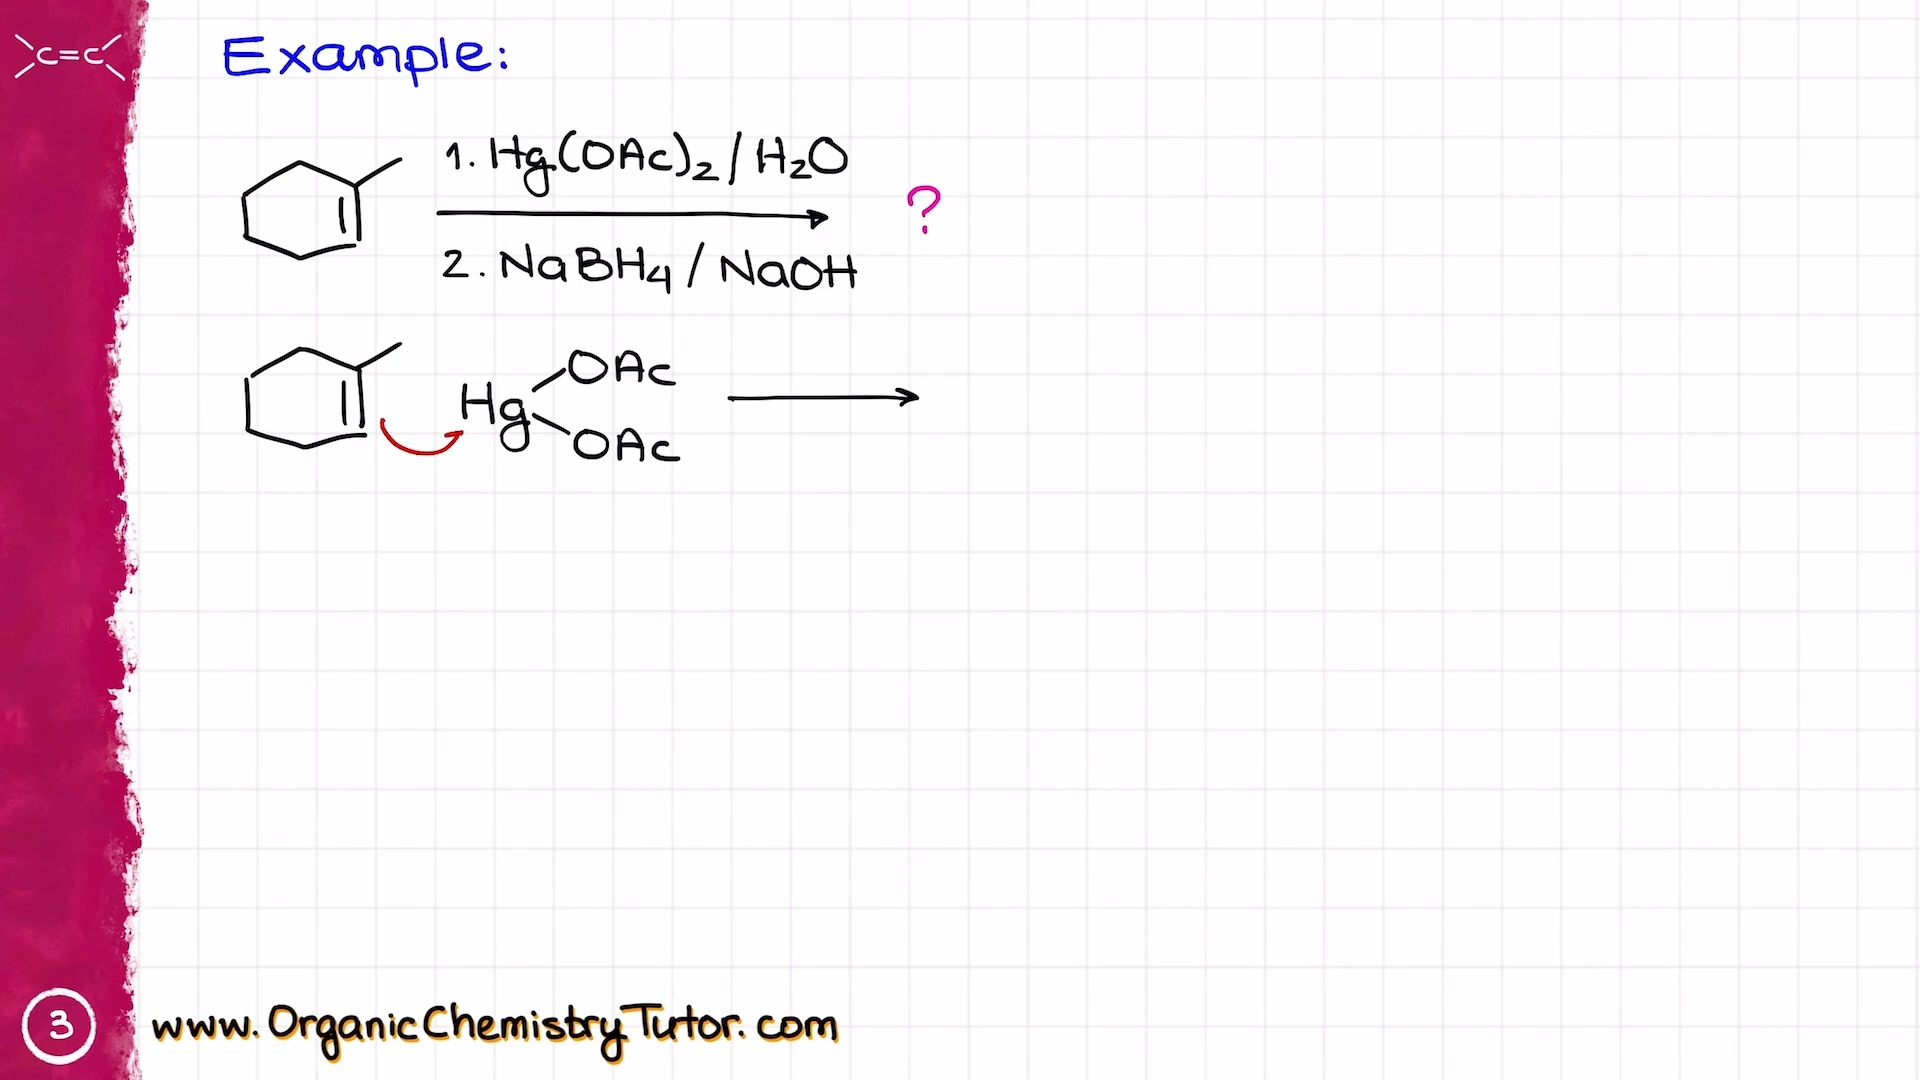 C=C
Example:
1. Hg(OAc)₂ / H₂O
?
2. NaBH₄ / NaOH
OAc
Hg
OAc
3
www.OrganicChemistryTutor.com